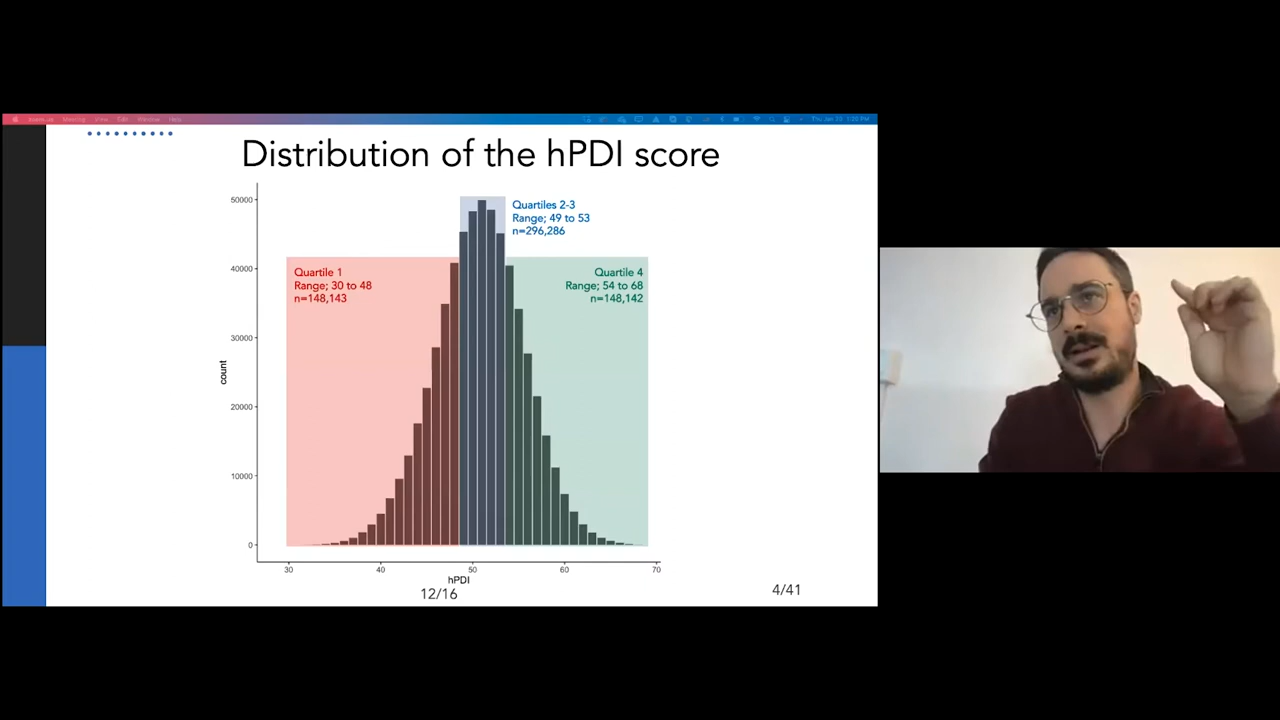 Distribution of the hPDI score
Quartiles 2-3
Range; 49 to 53
n=296,286
Quartile 1
Range; 30 to 48
n=148,143
Quartile 4
Range; 54 to 68
n=148,142
50000
40000
30000
20000
10000
0
count
30 40 50 60 70
hPDI
12/16
4/41